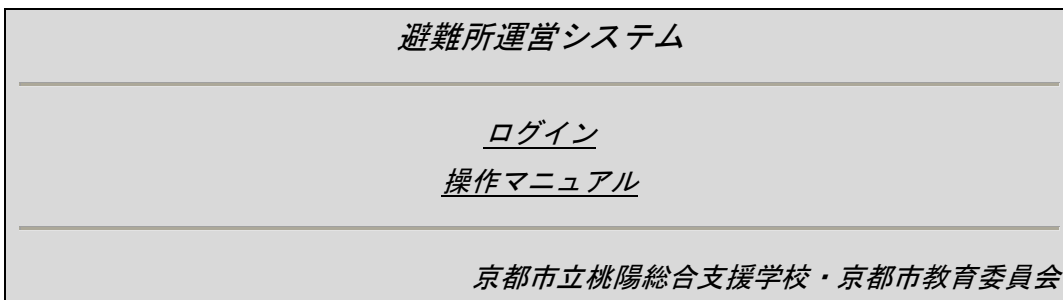 避難所運営システム
ログイン
操作マニュアル
京都市立桃陽総合支援学校・京都市教育委員会